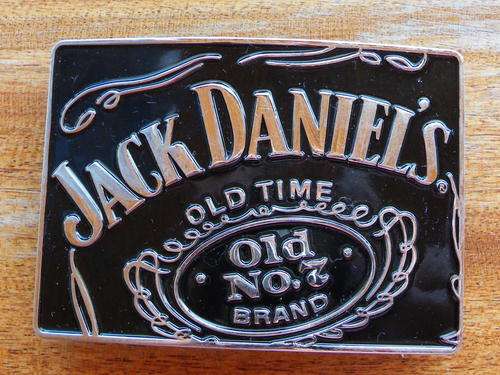 JACK DANIEL'S®
OLD TIME
Old
NO. 7
BRAND